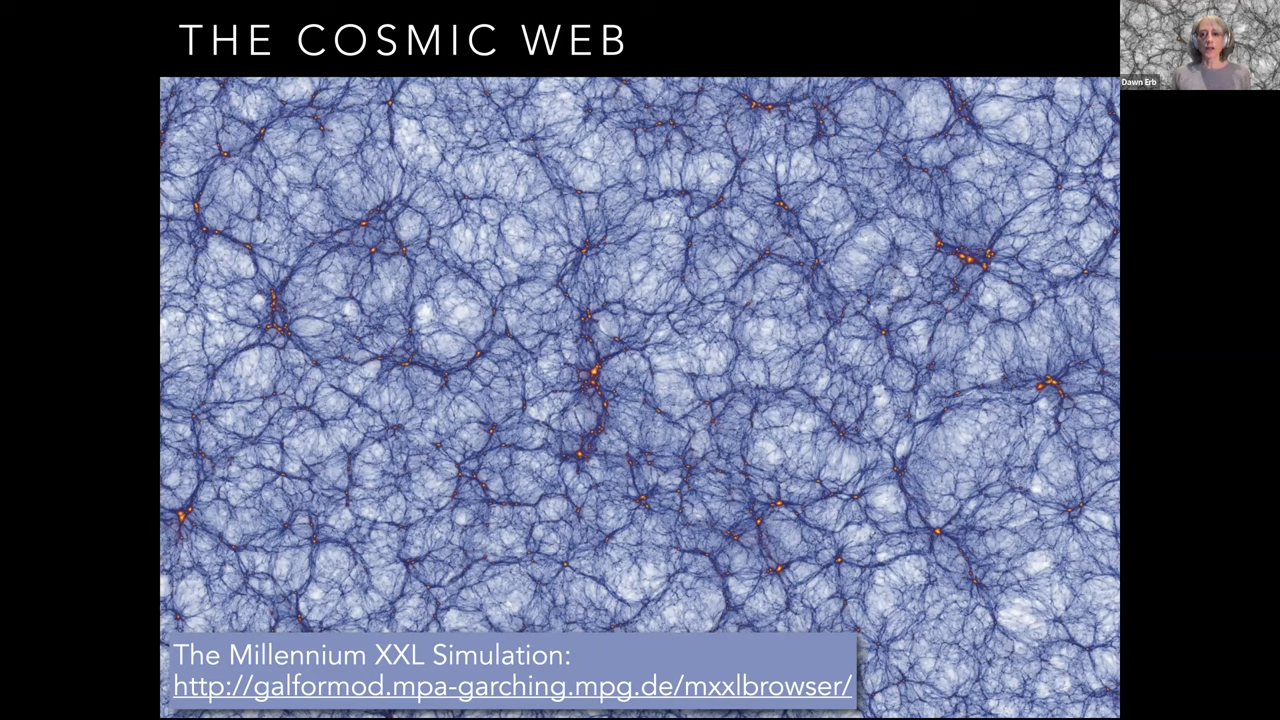 THE COSMIC WEB
Dawn Erb
The Millennium XXL Simulation:
http://galformod.mpa-garching.mpg.de/mxxlbrowser/